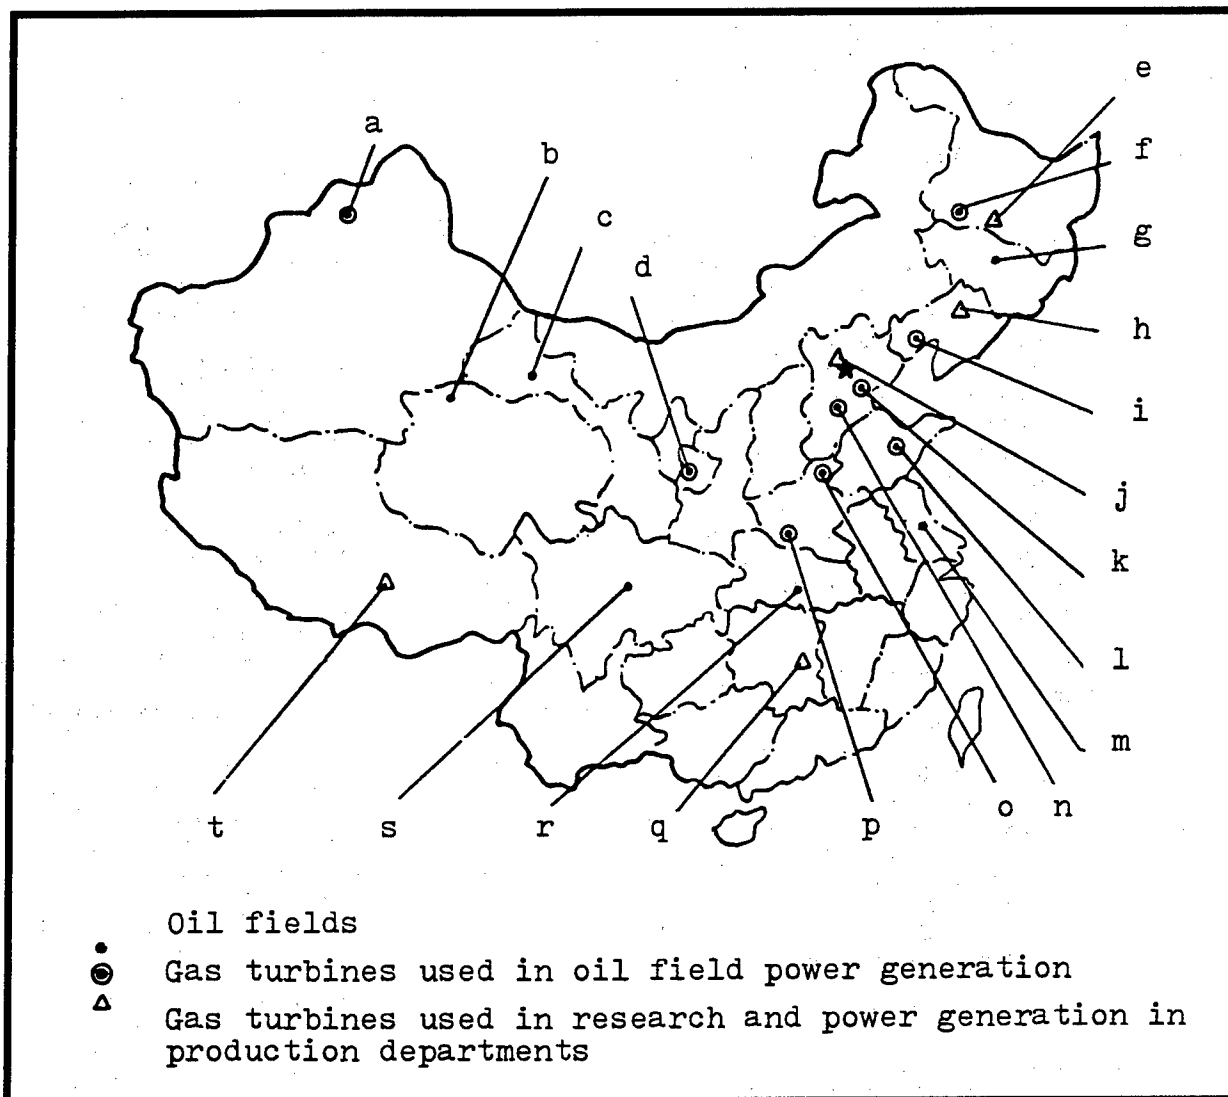 e
a
f
b
c
g
d
h
i
j
k
l
m
t
s
r
q
p
o
n
Oil fields
Gas turbines used in oil field power generation
Gas turbines used in research and power generation in
production departments